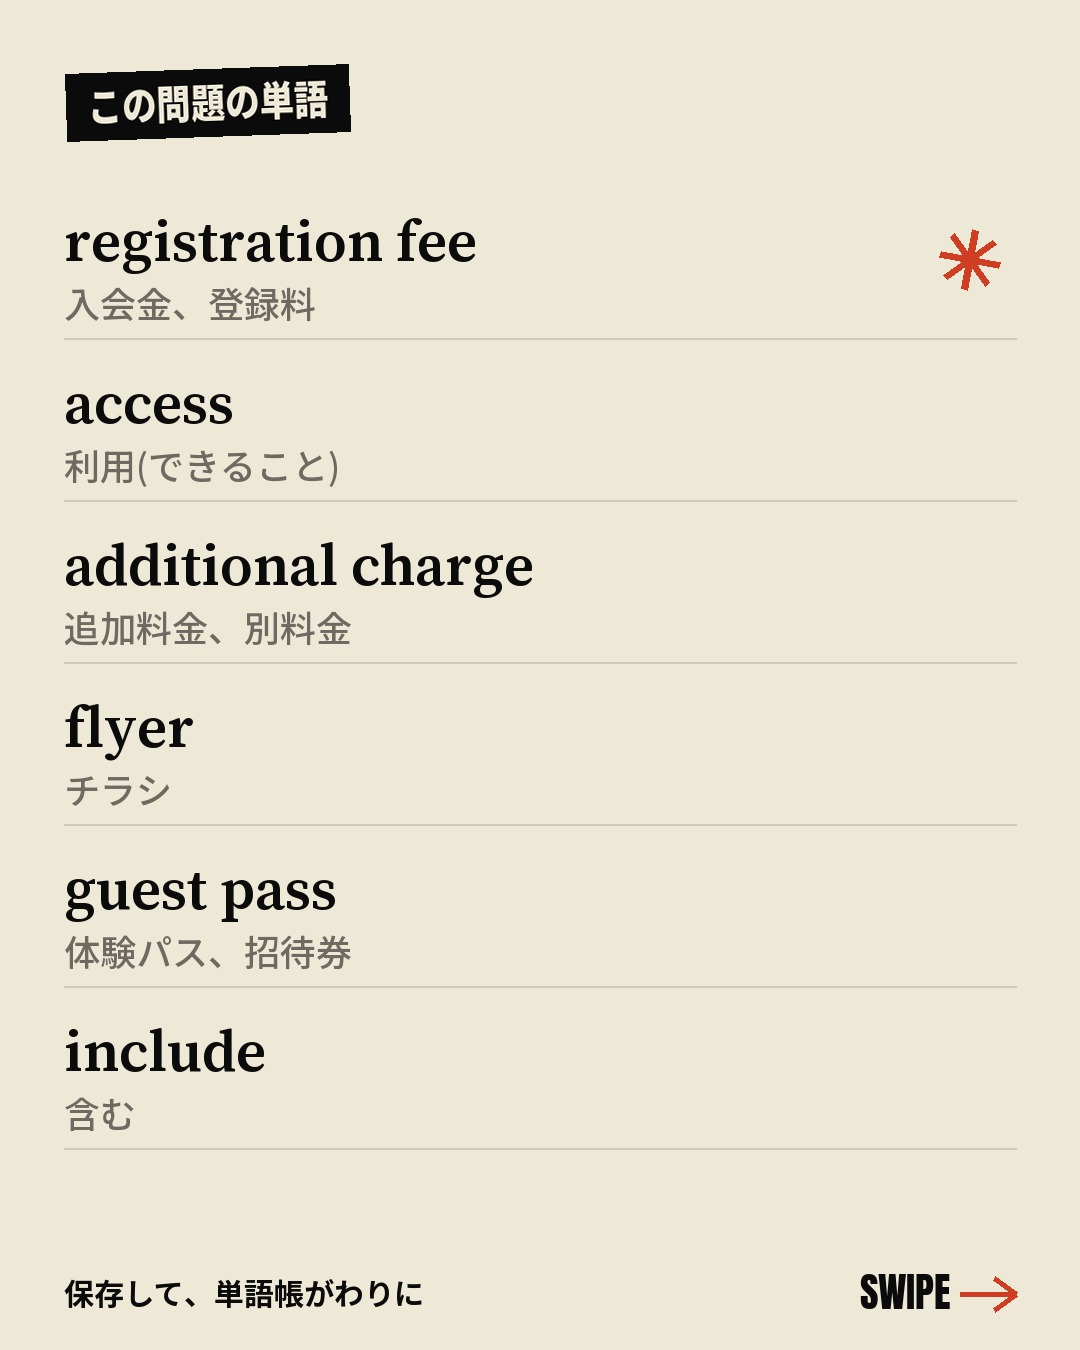 この問題の単語
registration fee
入会金、登録料
access
利用(できること)
additional charge
追加料金、別料金
flyer
チラシ
guest pass
体験パス、招待券
include
含む
保存して、単語帳がわりに
SWIPE